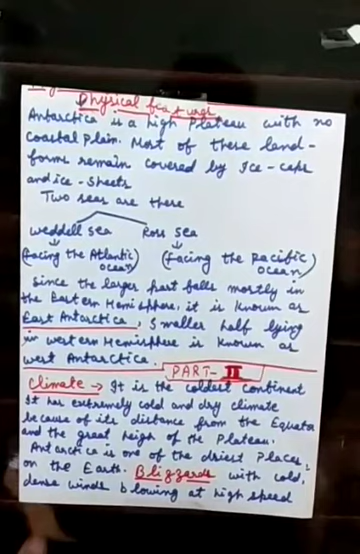 Physical features
Antarctica is a high Plateau with no
Coastal Plain. Most of these land-
forms remain covered by Ice-caps
and ice-sheets
Two seas are there
Weddell Sea Ross Sea
(facing the Atlantic ocean) (facing the pacific ocean)
Since the larger part falls mostly in
the Eastern Hemisphere, it is known as
East Antarctica, Smaller half lying
in western Hemisphere is known as
west Antarctica.
PART-II
Climate → It is the coldest continent
It has extremely cold and dry climate
because of its distance from the Equator
and the great heigh of the Plateau.
Antarctica is one of the driest Places
on the Earth. Blizzards with cold,
dense winds blowing at high speed